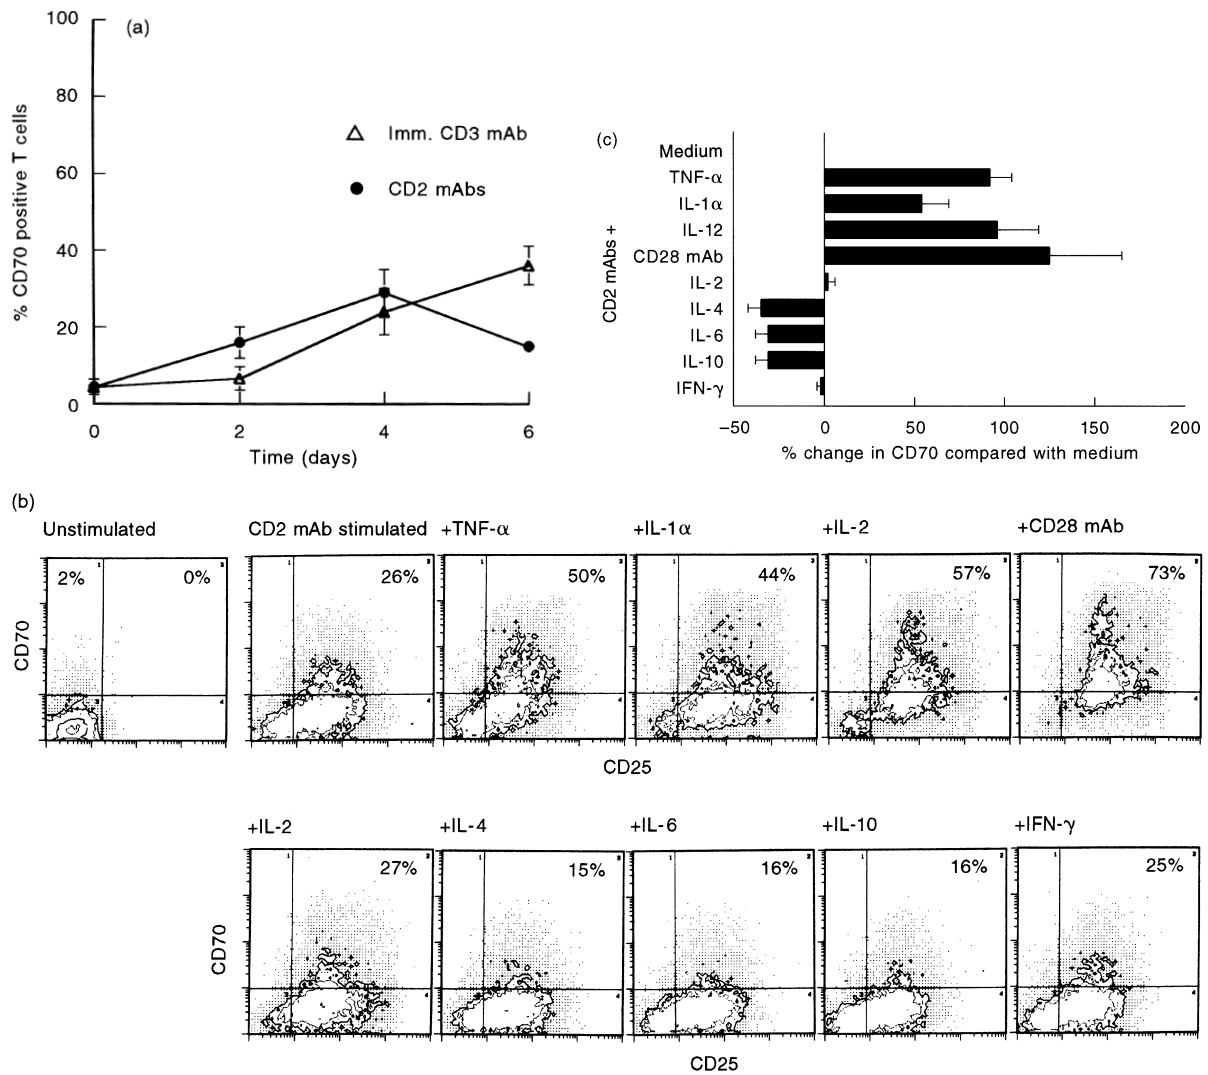 (a)
100
80
60
40
20
0
% CD70 positive T cells
Imm. CD3 mAb
CD2 mAbs
0 2 4 6
Time (days)
(c)
CD2 mAbs +
Medium
TNF-α
IL-1α
IL-12
CD28 mAb
IL-2
IL-4
IL-6
IL-10
IFN-γ
–50 0 50 100 150 200
% change in CD70 compared with medium
(b)
Unstimulated CD2 mAb stimulated +TNF-α +IL-1α +IL-2 +CD28 mAb
2% 0% 26% 50% 44% 57% 73%
CD70
CD25
+IL-2 +IL-4 +IL-6 +IL-10 +IFN-γ
27% 15% 16% 16% 25%
CD70
CD25